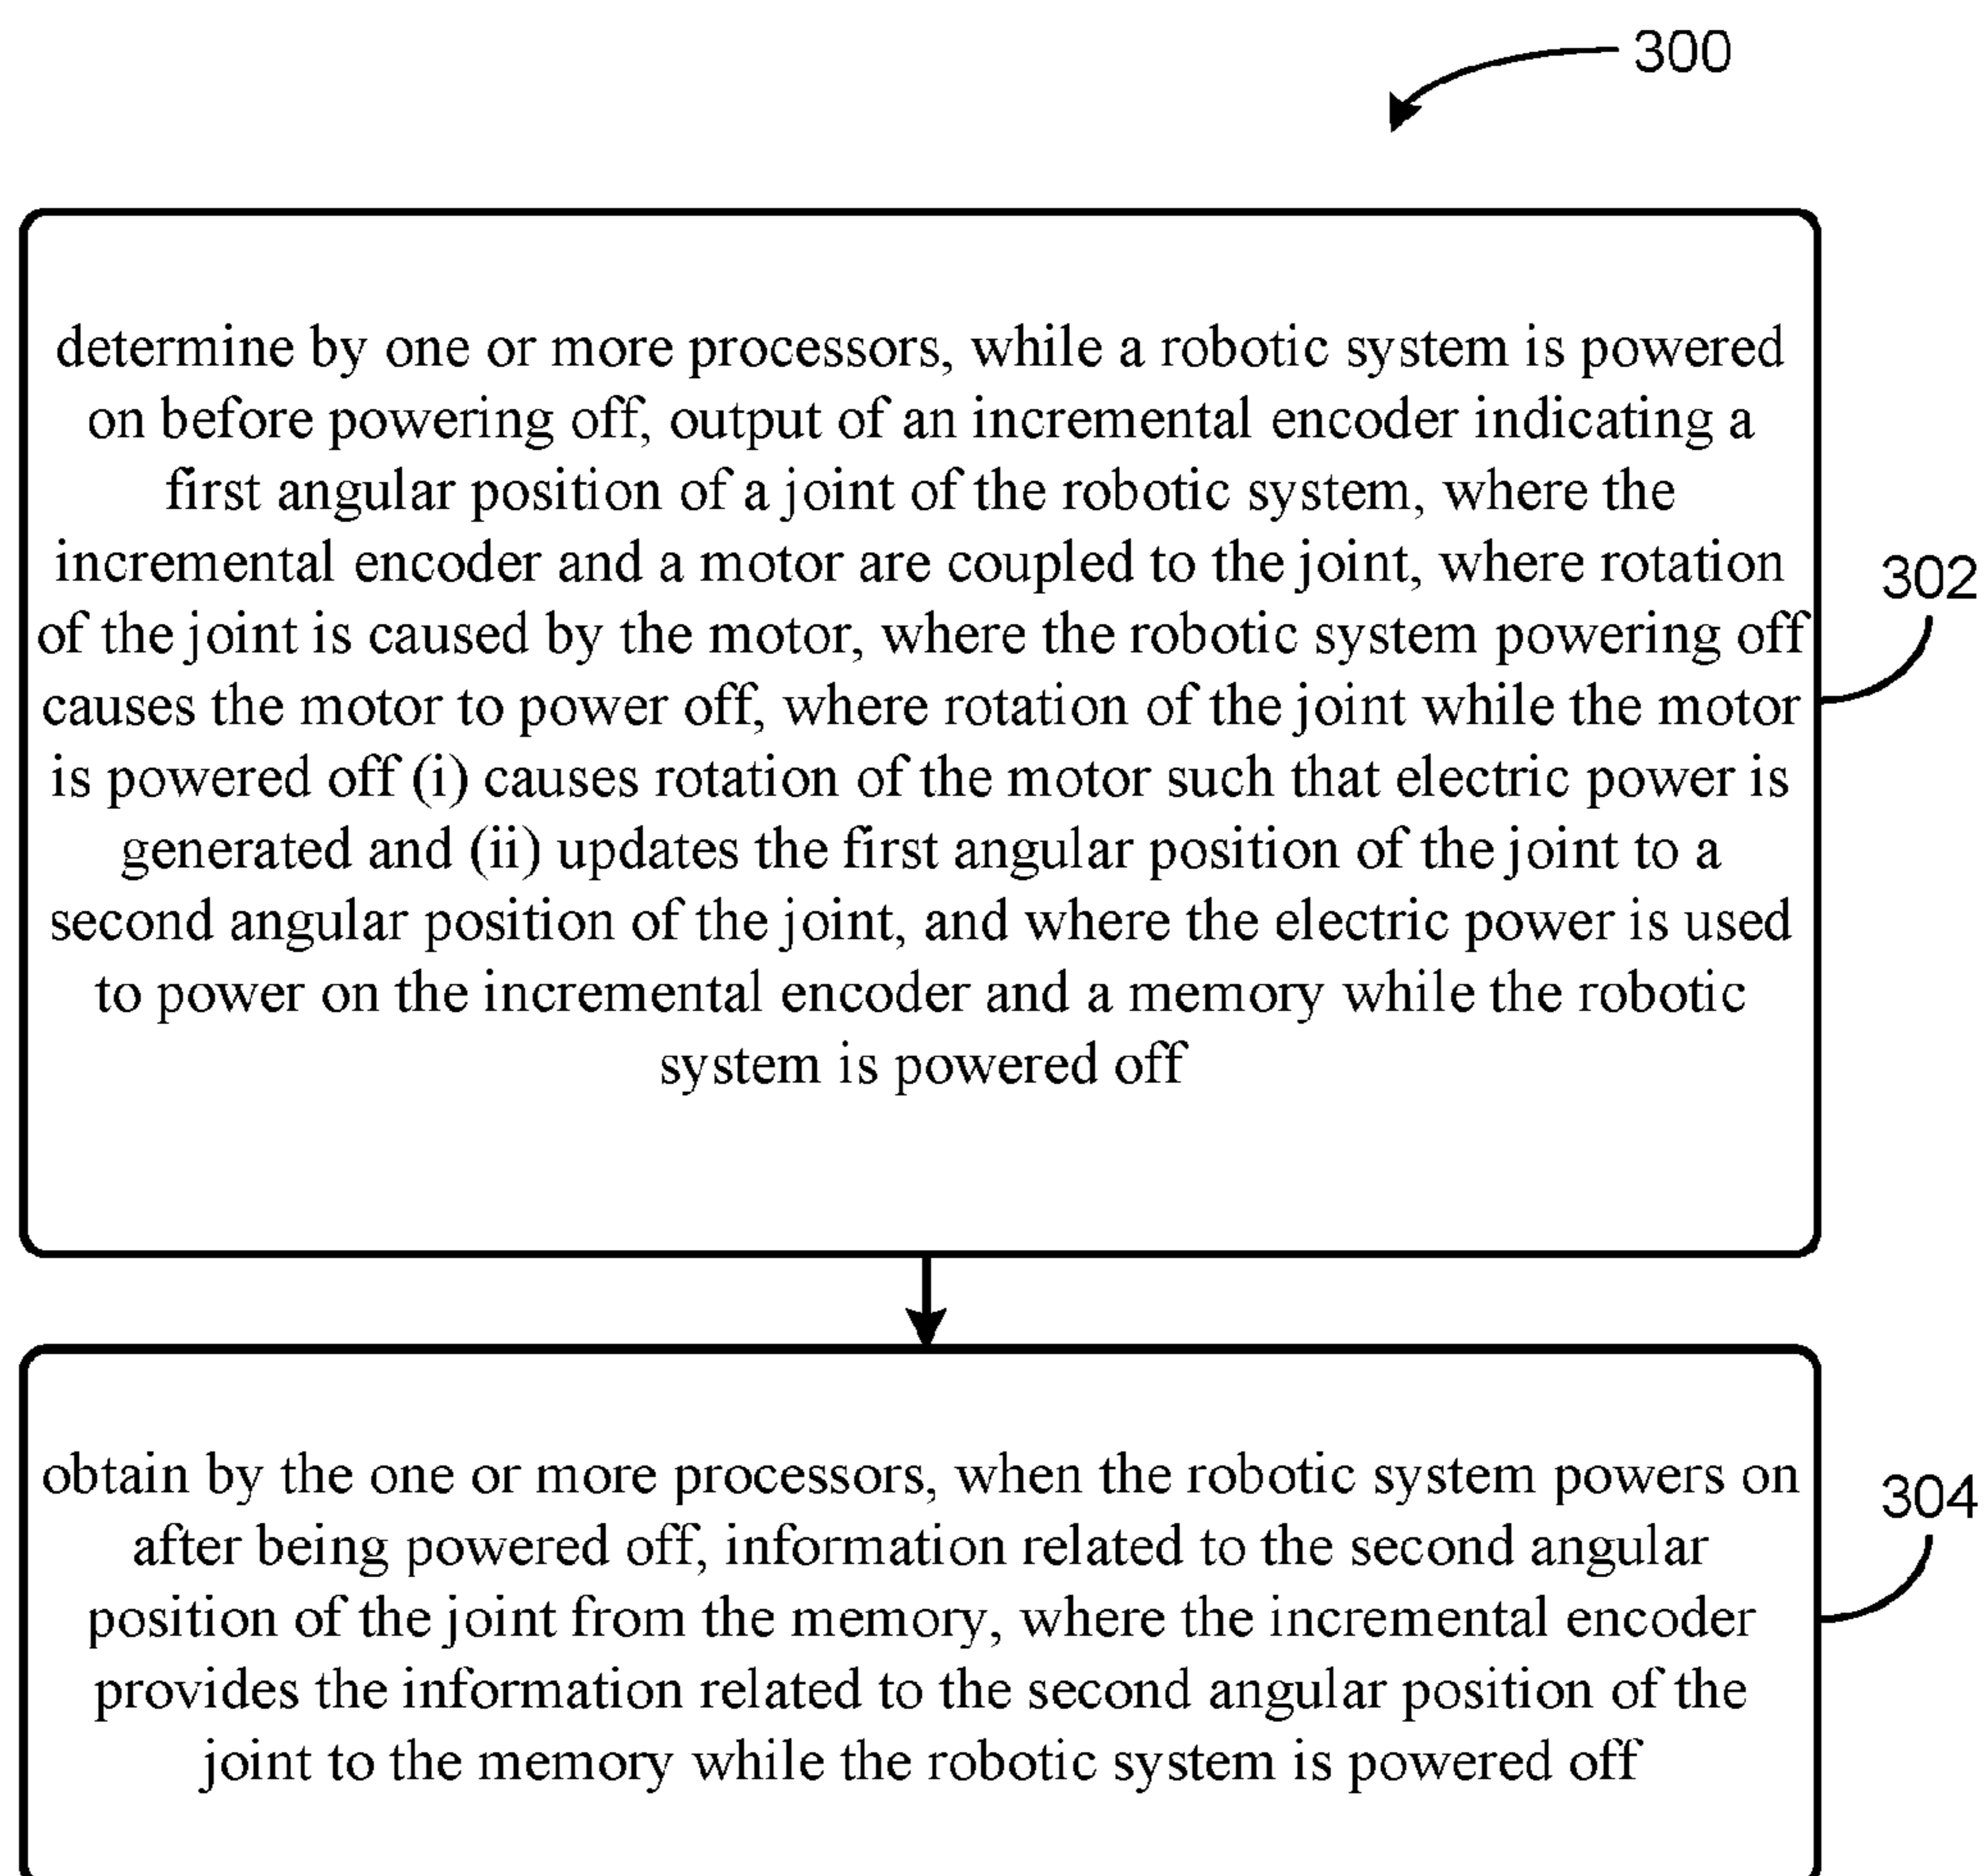 300
determine by one or more processors, while a robotic system is powered
on before powering off, output of an incremental encoder indicating a
first angular position of a joint of the robotic system, where the
incremental encoder and a motor are coupled to the joint, where rotation
of the joint is caused by the motor, where the robotic system powering off
causes the motor to power off, where rotation of the joint while the motor
is powered off (i) causes rotation of the motor such that electric power is
generated and (ii) updates the first angular position of the joint to a
second angular position of the joint, and where the electric power is used
to power on the incremental encoder and a memory while the robotic
system is powered off
302
obtain by the one or more processors, when the robotic system powers on
after being powered off, information related to the second angular
position of the joint from the memory, where the incremental encoder
provides the information related to the second angular position of the
joint to the memory while the robotic system is powered off
304